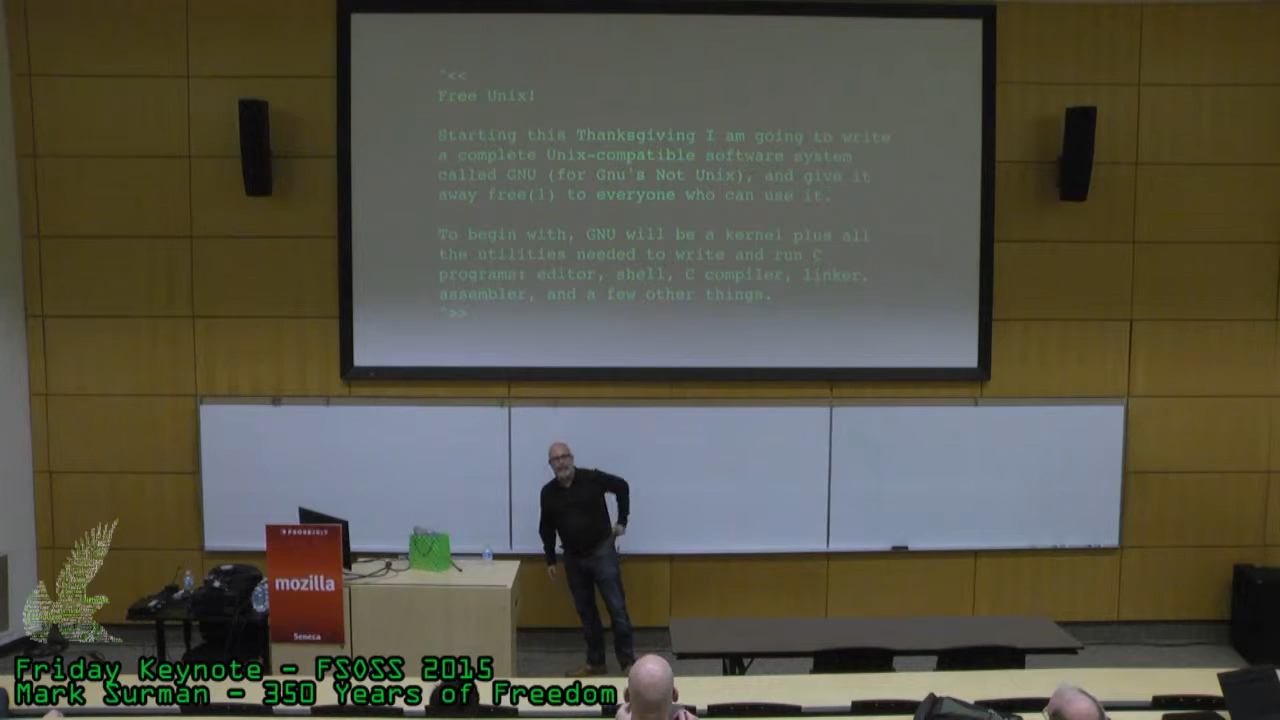 "<<
Free Unix!
Starting this Thanksgiving I am going to write
a complete Unix-compatible software system
called GNU (for Gnu's Not Unix), and give it
away free(1) to everyone who can use it.
To begin with, GNU will be a kernel plus all
the utilities needed to write and run C
programs: editor, shell, C compiler, linker,
assembler, and a few other things.
">>
mozilla
Seneca
Friday Keynote - FSOSS 2015
Mark Surman - 350 Years of Freedom